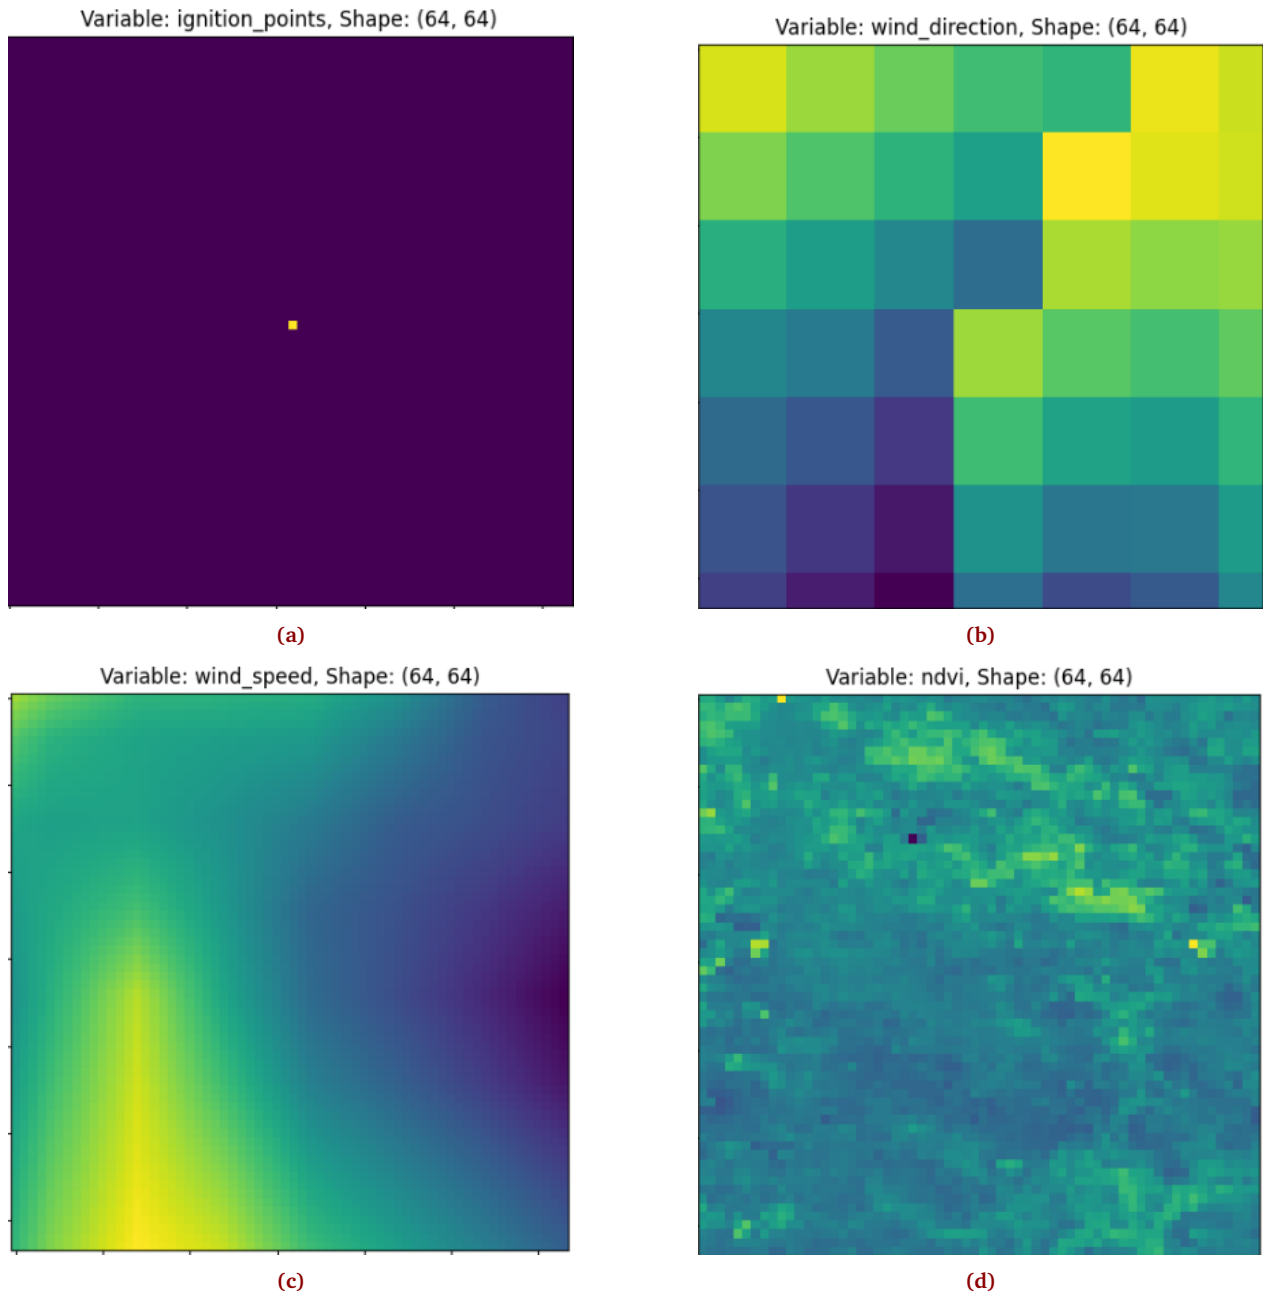 Variable: ignition_points, Shape: (64, 64)
Variable: wind_direction, Shape: (64, 64)
(a)
(b)
Variable: wind_speed, Shape: (64, 64)
Variable: ndvi, Shape: (64, 64)
(c)
(d)